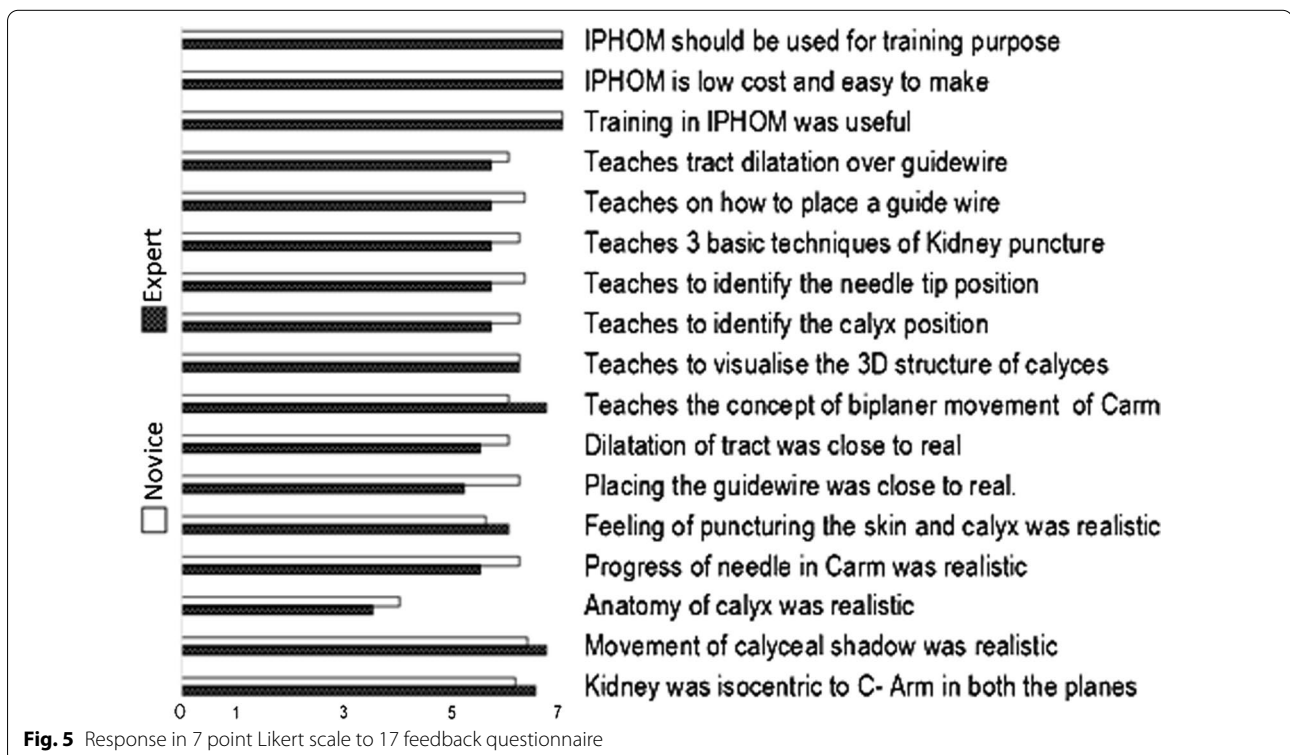 IPHOM should be used for training purpose
IPHOM is low cost and easy to make
Training in IPHOM was useful
Teaches tract dilatation over guidewire
Teaches on how to place a guide wire
Teaches 3 basic techniques of Kidney puncture
Teaches to identify the needle tip position
Teaches to identify the calyx position
Teaches to visualise the 3D structure of calyces
Teaches the concept of biplaner movement of Carm
Dilatation of tract was close to real
Placing the guidewire was close to real.
Feeling of puncturing the skin and calyx was realistic
Progress of needle in Carm was realistic
Anatomy of calyx was realistic
Movement of calyceal shadow was realistic
Kidney was isocentric to C- Arm in both the planes
Expert
Novice
0 1 3 5 7
Fig. 5 Response in 7 point Likert scale to 17 feedback questionnaire